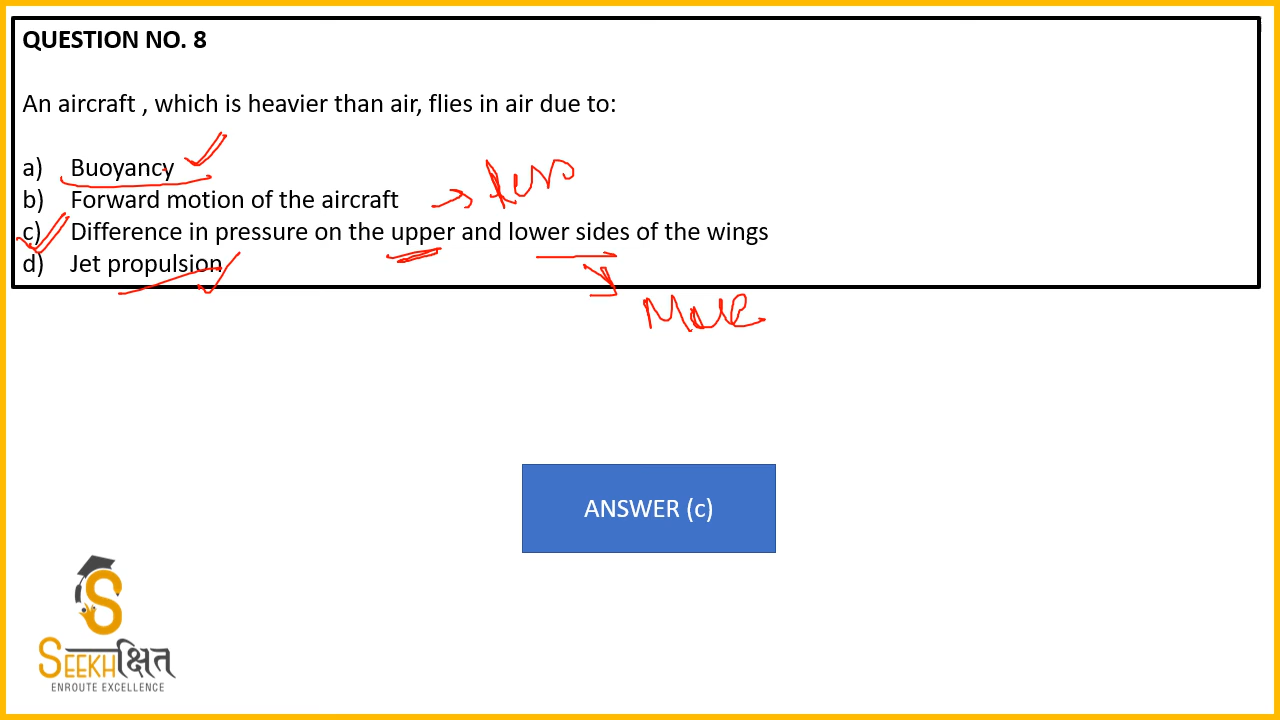 QUESTION NO. 8
An aircraft , which is heavier than air, flies in air due to:
a) Buoyancy
b) Forward motion of the aircraft
less
c) Difference in pressure on the upper and lower sides of the wings
d) Jet propulsion
More
ANSWER (c)
S
SEEKHक्षित
ENROUTE EXCELLENCE